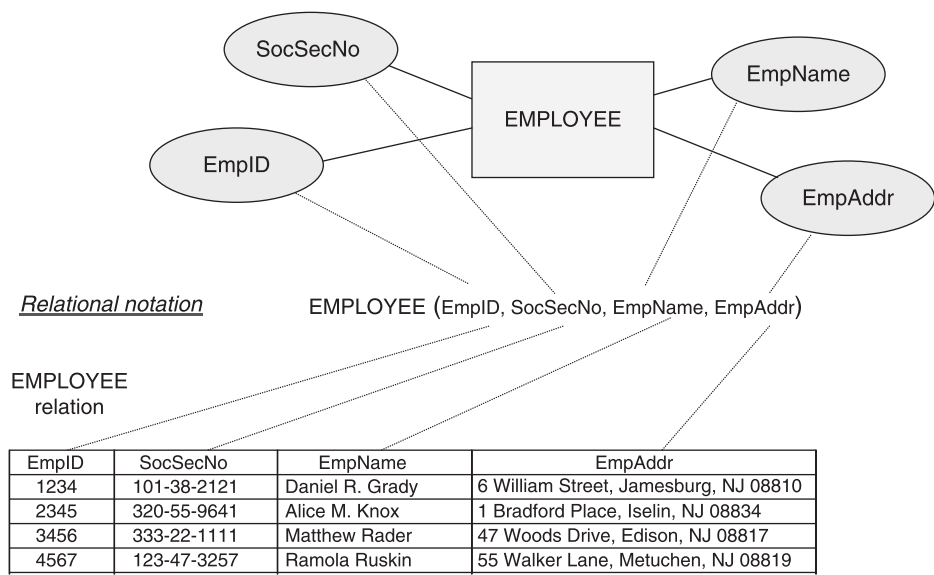 SocSecNo
EmpName
EMPLOYEE
EmpID
EmpAddr
Relational notation EMPLOYEE (EmpID, SocSecNo, EmpName, EmpAddr)
EMPLOYEE
relation
EmpID SocSecNo EmpName EmpAddr
1234 101-38-2121 Daniel R. Grady 6 William Street, Jamesburg, NJ 08810
2345 320-55-9641 Alice M. Knox 1 Bradford Place, Iselin, NJ 08834
3456 333-22-1111 Matthew Rader 47 Woods Drive, Edison, NJ 08817
4567 123-47-3257 Ramola Ruskin 55 Walker Lane, Metuchen, NJ 08819